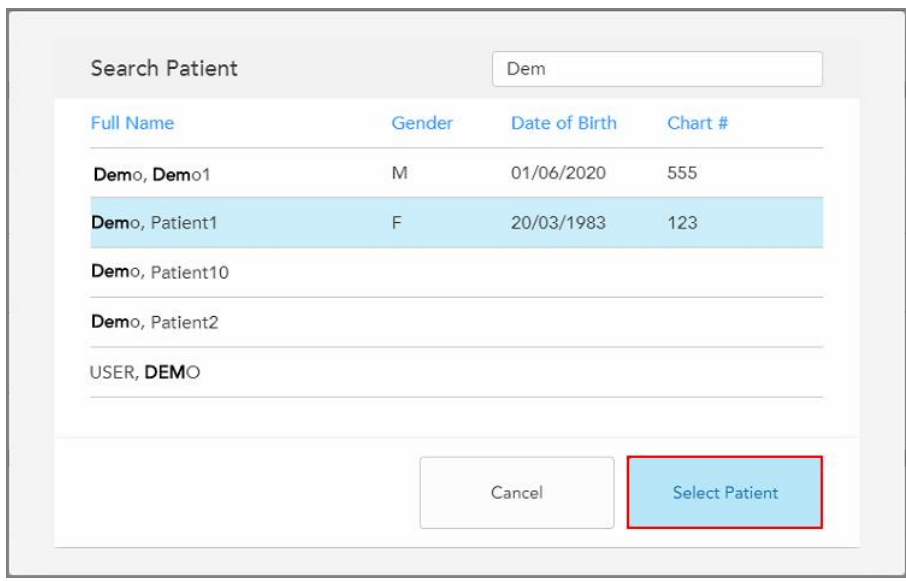 Search Patient Dem
Full Name Gender Date of Birth Chart #
Demo, Demo1 M 01/06/2020 555
Demo, Patient1 F 20/03/1983 123
Demo, Patient10
Demo, Patient2
USER, DEMO
Cancel Select Patient